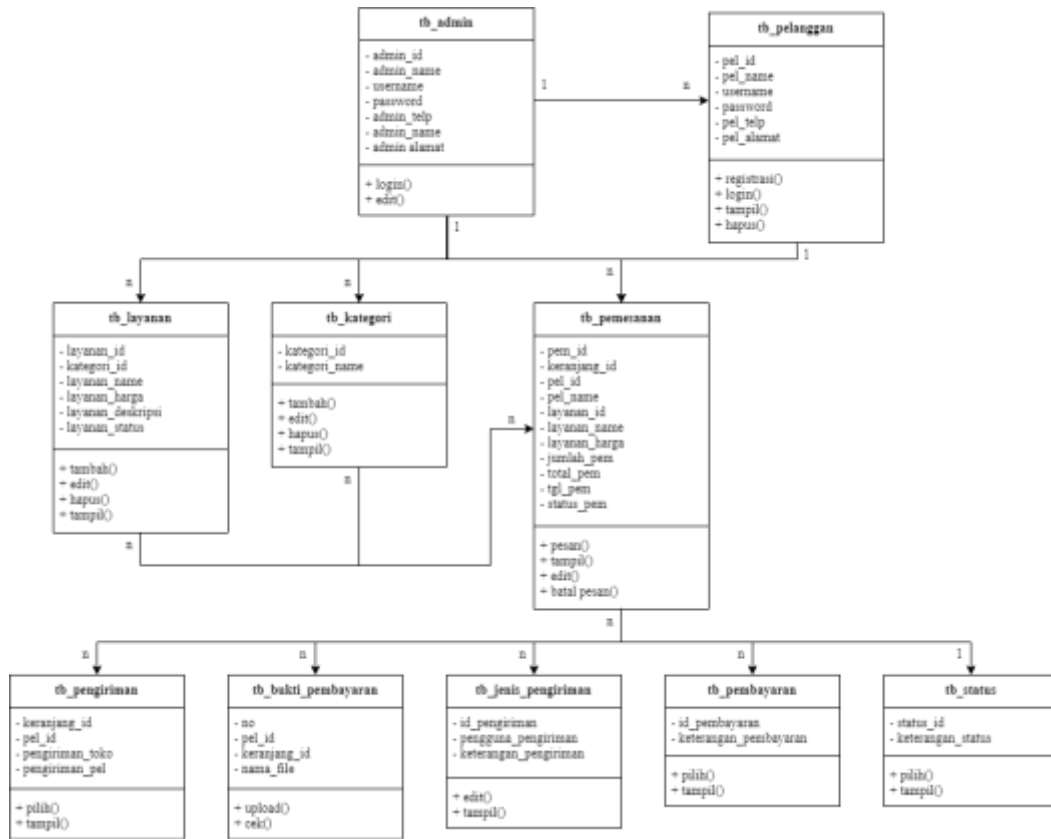 tb_admin
- admin_id
- admin_name
- username
- password
- admin_telp
- admin_name
- admin alamat
+ login()
+ edit()
tb_pelanggan
- pel_id
- pel_name
- username
- password
- pel_telp
- pel_alamat
+ registrasi()
+ login()
+ tampil()
+ hapus()
1
n
1
1
n
n
n
tb_layanan
- layanan_id
- kategori_id
- layanan_name
- layanan_harga
- layanan_deskripsi
- layanan_status
+ tambah()
+ edit()
+ hapus()
+ tampil()
tb_kategori
- kategori_id
- kategori_name
+ tambah()
+ edit()
+ hapus()
+ tampil()
tb_pemesanan
- pem_id
- keranjang_id
- pel_id
- pel_name
- layanan_id
- layanan_name
- layanan_harga
- jumlah_pem
- total_pem
- tgl_pem
- status_pem
+ pesan()
+ tampil()
+ edit()
+ batal pesan()
n
n
n
n
n
n
n
n
1
tb_pengiriman
- keranjang_id
- pel_id
- pengiriman_toko
- pengiriman_pel
+ pilih()
+ tampil()
tb_bukti_pembayaran
- no
- pel_id
- keranjang_id
- nama_file
+ upload()
+ cek()
tb_jenis_pengiriman
- id_pengiriman
- pengguna_pengiriman
- keterangan_pengiriman
+ edit()
+ tampil()
tb_pembayaran
- id_pembayaran
- keterangan_pembayaran
+ pilih()
+ tampil()
tb_status
- status_id
- keterangan_status
+ pilih()
+ tampil()